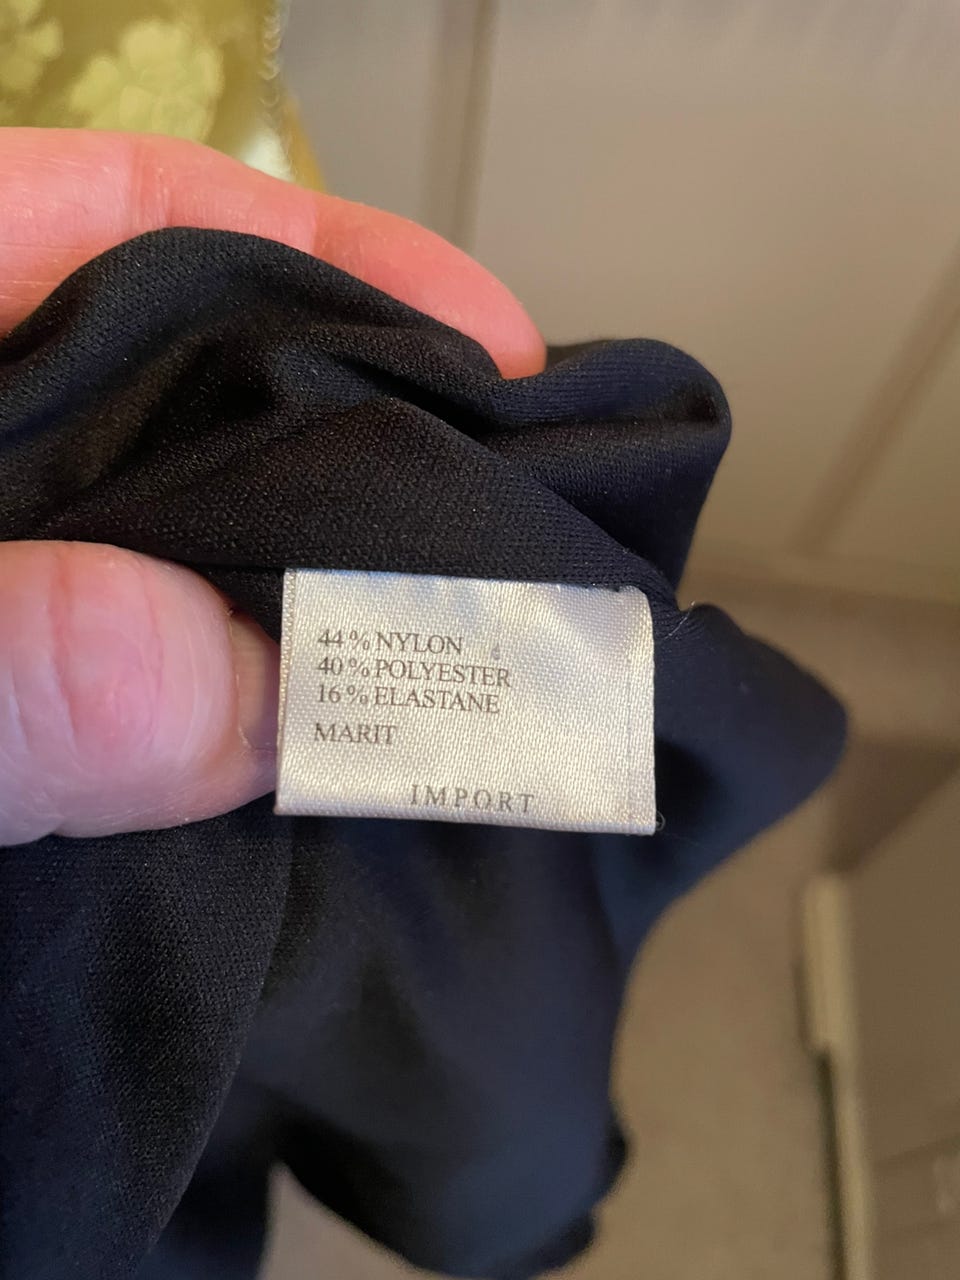 44% NYLON
40% POLYESTER
16% ELASTANE
MARIT
IMPORT